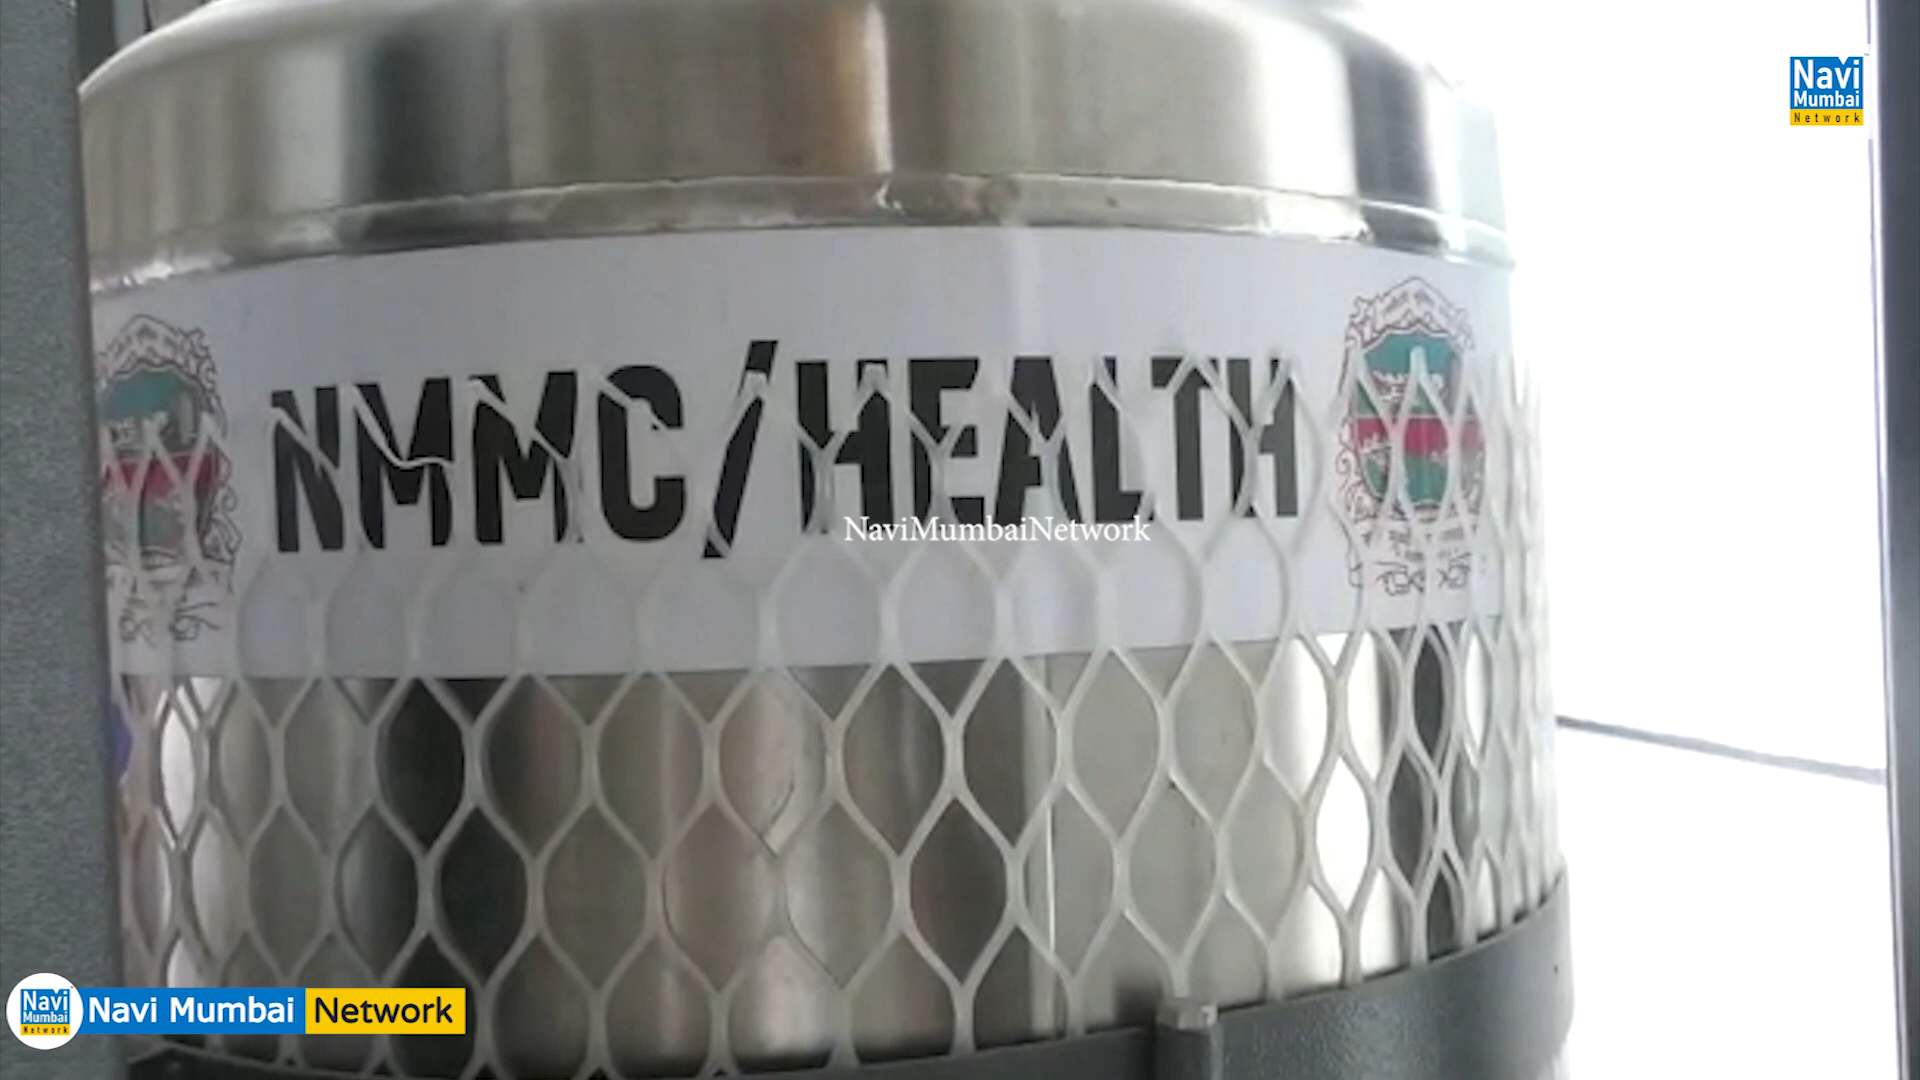 Navi
Mumbai
Network
NMMC/HEALTH
NaviMumbaiNetwork
Navi
Mumbai
Network
Navi Mumbai Network